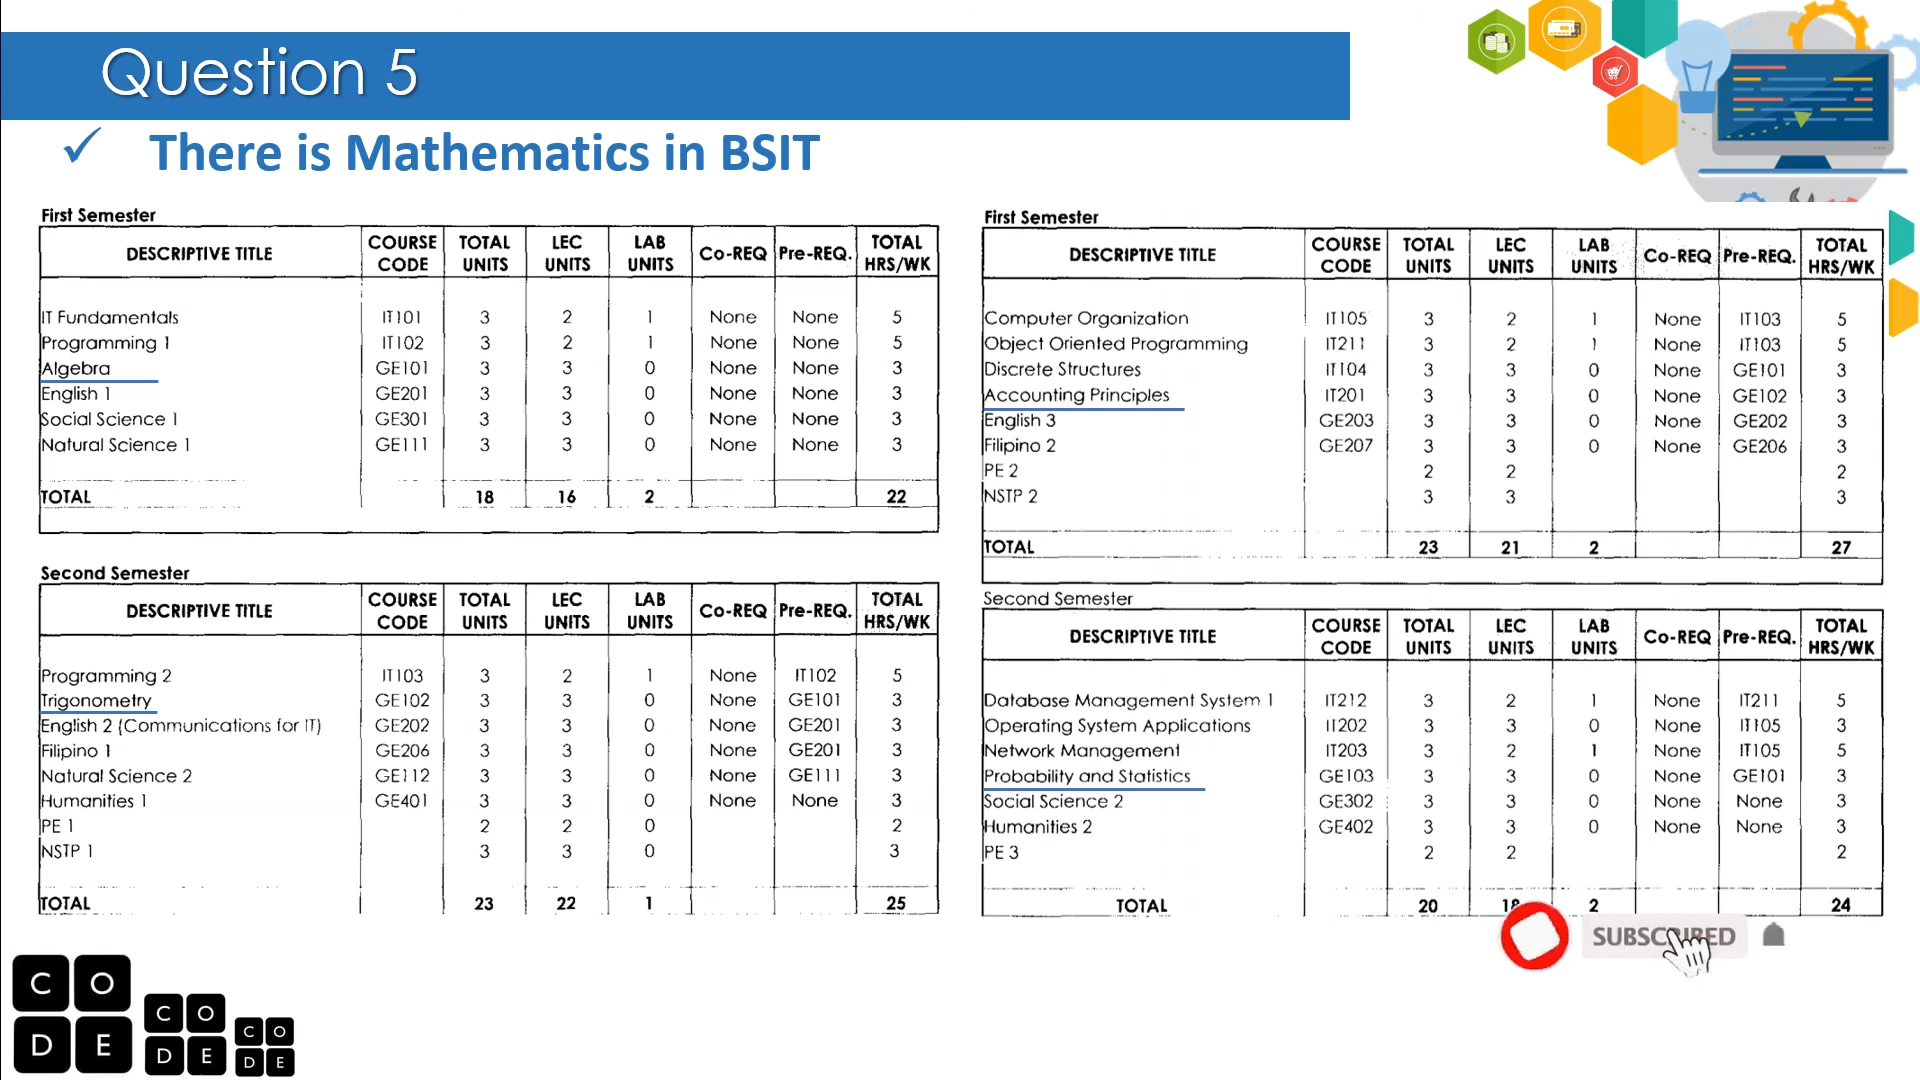 Question 5
✓ There is Mathematics in BSIT
First Semester
DESCRIPTIVE TITLE COURSE CODE TOTAL UNITS LEC UNITS LAB UNITS Co-REQ Pre-REQ. TOTAL HRS/WK
IT Fundamentals IT101 3 2 1 None None 5
Programming 1 IT102 3 2 1 None None 5
Algebra GE101 3 3 0 None None 3
English 1 GE201 3 3 0 None None 3
Social Science 1 GE301 3 3 0 None None 3
Natural Science 1 GE111 3 3 0 None None 3
TOTAL 18 16 2 22
Second Semester
DESCRIPTIVE TITLE COURSE CODE TOTAL UNITS LEC UNITS LAB UNITS Co-REQ Pre-REQ. TOTAL HRS/WK
Programming 2 IT103 3 2 1 None IT102 5
Trigonometry GE102 3 3 0 None GE101 3
English 2 (Communications for IT) GE202 3 3 0 None GE201 3
Filipino 1 GE206 3 3 0 None GE201 3
Natural Science 2 GE112 3 3 0 None GE111 3
Humanities 1 GE401 3 3 0 None None 3
PE 1 2 2 0 2
NSTP 1 3 3 0 3
TOTAL 23 22 1 25
First Semester
DESCRIPTIVE TITLE COURSE CODE TOTAL UNITS LEC UNITS LAB UNITS Co-REQ Pre-REQ. TOTAL HRS/WK
Computer Organization IT105 3 2 1 None IT103 5
Object Oriented Programming IT211 3 2 1 None IT103 5
Discrete Structures IT104 3 3 0 None GE101 3
Accounting Principles IT201 3 3 0 None GE102 3
English 3 GE203 3 3 0 None GE202 3
Filipino 2 GE207 3 3 0 None GE206 3
PE 2 2 2 2
NSTP 2 3 3 3
TOTAL 23 21 2 27
Second Semester
DESCRIPTIVE TITLE COURSE CODE TOTAL UNITS LEC UNITS LAB UNITS Co-REQ Pre-REQ. TOTAL HRS/WK
Database Management System 1 IT212 3 2 1 None IT211 5
Operating System Applications IT202 3 3 0 None IT105 3
Network Management IT203 3 2 1 None IT105 5
Probability and Statistics GE103 3 3 0 None GE101 3
Social Science 2 GE302 3 3 0 None None 3
Humanities 2 GE402 3 3 0 None None 3
PE 3 2 2 2
TOTAL 20 18 2 24
SUBSCRIBED
C O
D E
C O
D E
C O
D E